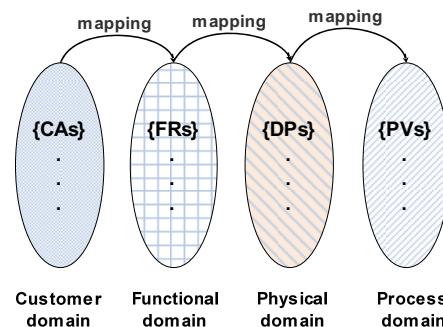 mapping mapping mapping
{CAs} {FRs} {DPs} {PVs}
. . . .
. . . .
. . . .
Customer Functional Physical Process
domain domain domain domain